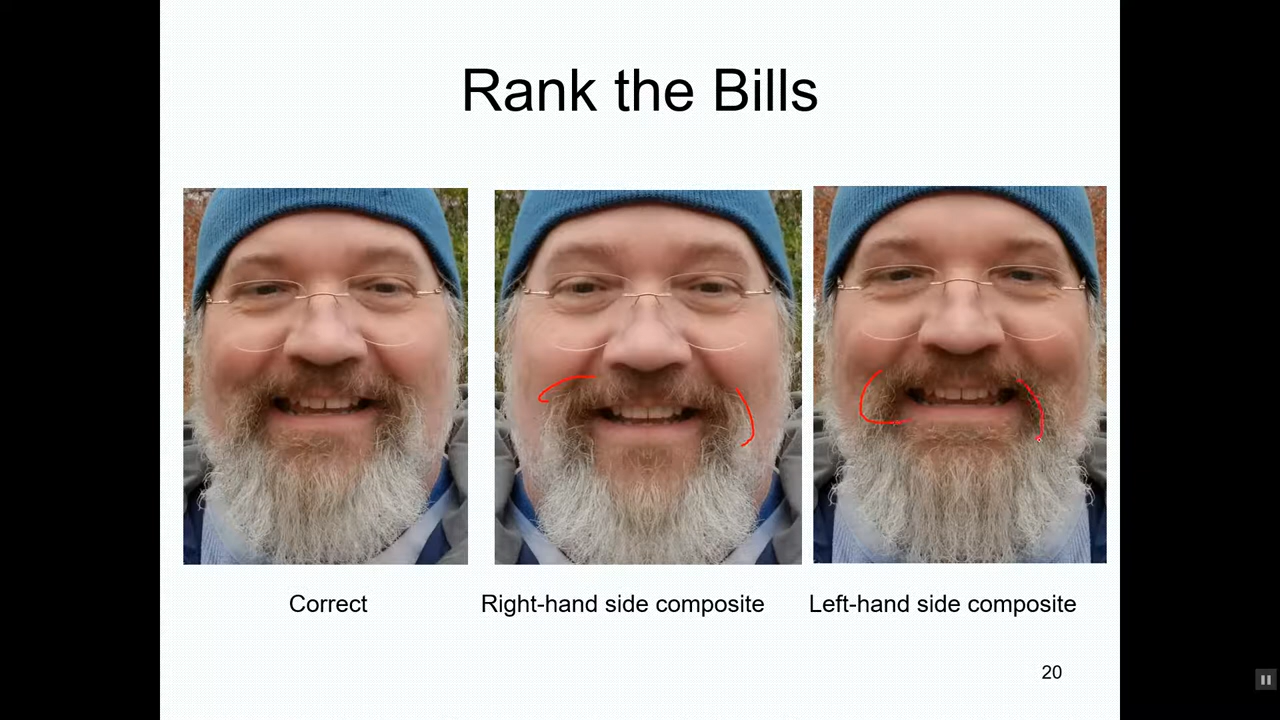 Rank the Bills
Correct
Right-hand side composite
Left-hand side composite
20